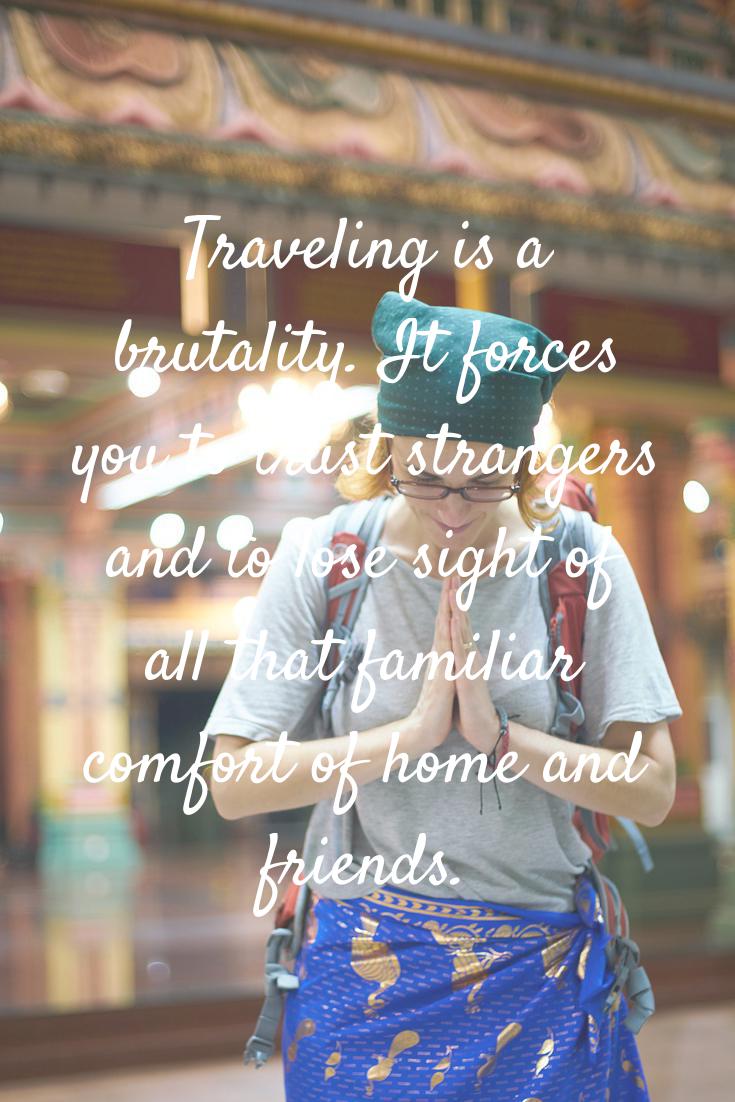 Traveling is a
brutality. It forces
you to trust strangers
and to lose sight of
all that familiar
comfort of home and
friends.